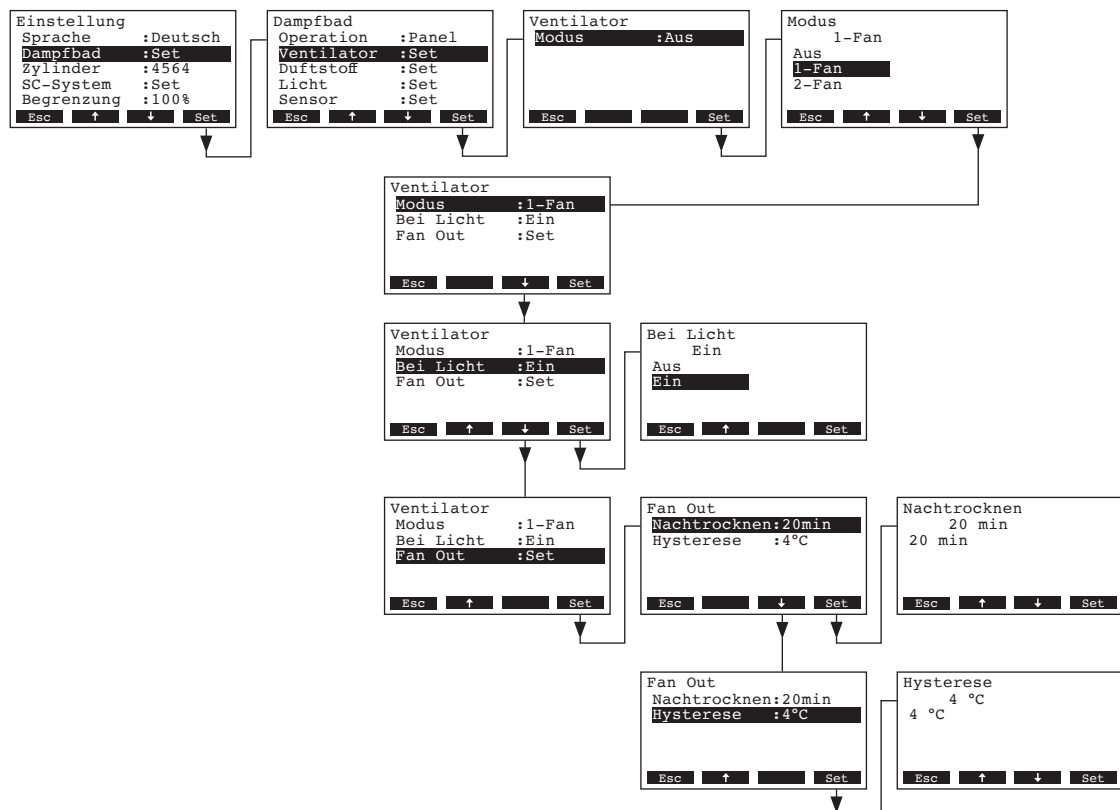 Einstellung
Sprache :Deutsch
Dampfbad :Set
Zylinder :4564
SC-System :Set
Begrenzung :100%
Esc ↑ ↓ Set
Dampfbad
Operation :Panel
Ventilator :Set
Duftstoff :Set
Licht :Set
Sensor :Set
Esc ↑ ↓ Set
Ventilator
Modus :Aus
Esc Set
Modus
1-Fan
Aus
1-Fan
2-Fan
Esc ↑ ↓ Set
Ventilator
Modus :1-Fan
Bei Licht :Ein
Fan Out :Set
Esc ↓ Set
Ventilator
Modus :1-Fan
Bei Licht :Ein
Fan Out :Set
Esc ↑ ↓ Set
Bei Licht
Ein
Aus
Ein
Esc ↑ Set
Ventilator
Modus :1-Fan
Bei Licht :Ein
Fan Out :Set
Esc ↑ Set
Fan Out
Nachtrocknen:20min
Hysterese :4°C
Esc ↓ Set
Nachtrocknen
20 min
20 min
Esc ↑ ↓ Set
Fan Out
Nachtrocknen:20min
Hysterese :4°C
Esc ↑ Set
Hysterese
4 °C
4 °C
Esc ↑ ↓ Set